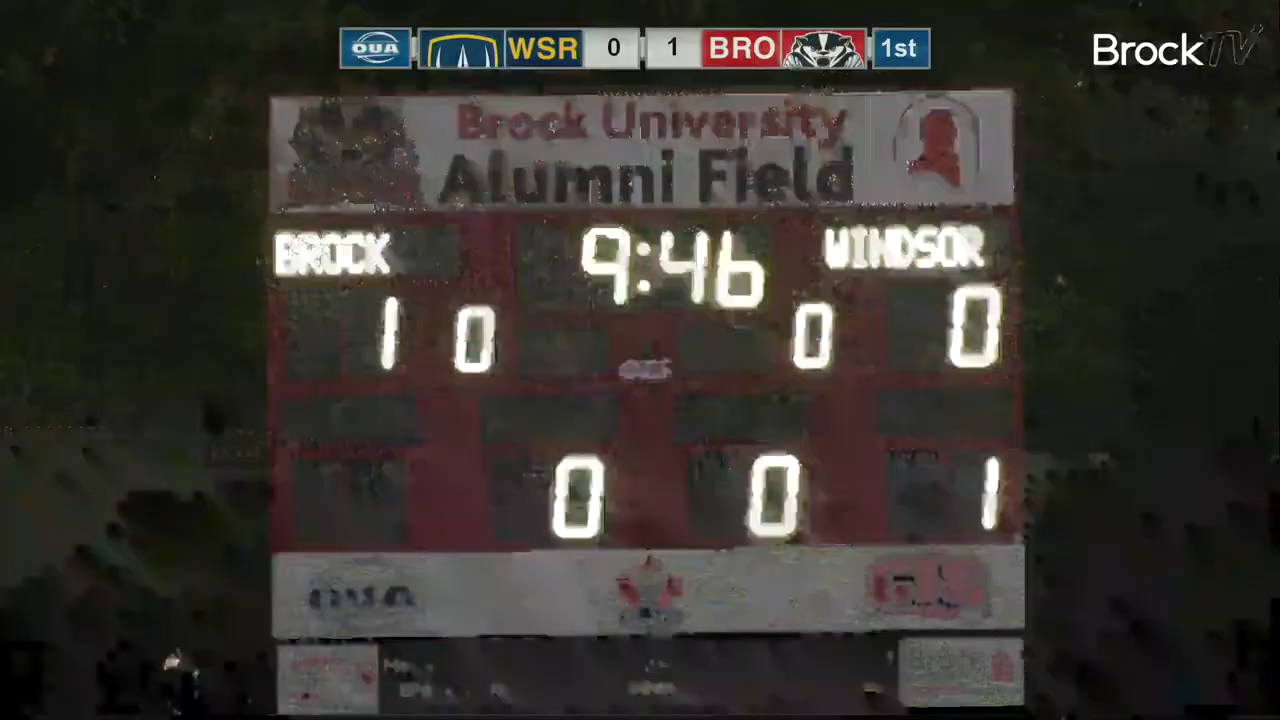 OUA WSR 0 1 BRO 1st
BrockTV
Brock University
Alumni Field
BROCK 9:46 WINDSOR
1 0 0 0
0 0 1